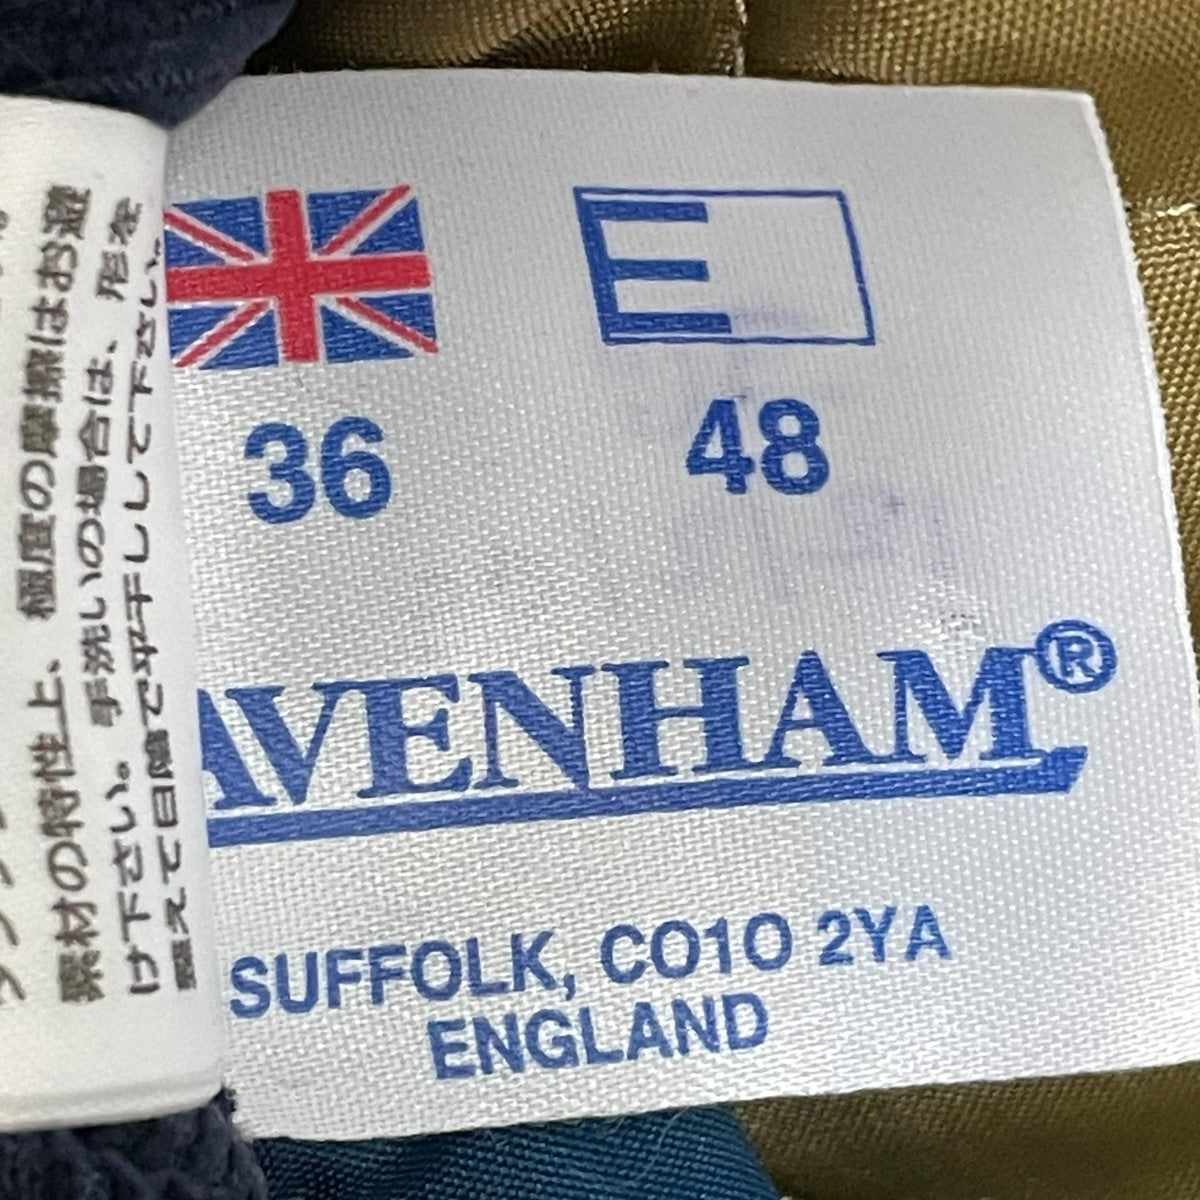 素材の特性上、極度の摩擦はお避
け下さい。手洗いの場合は、形を
整えて日陰で平干しして下さい。
E
36 48
AVENHAM®
SUFFOLK, CO10 2YA
ENGLAND